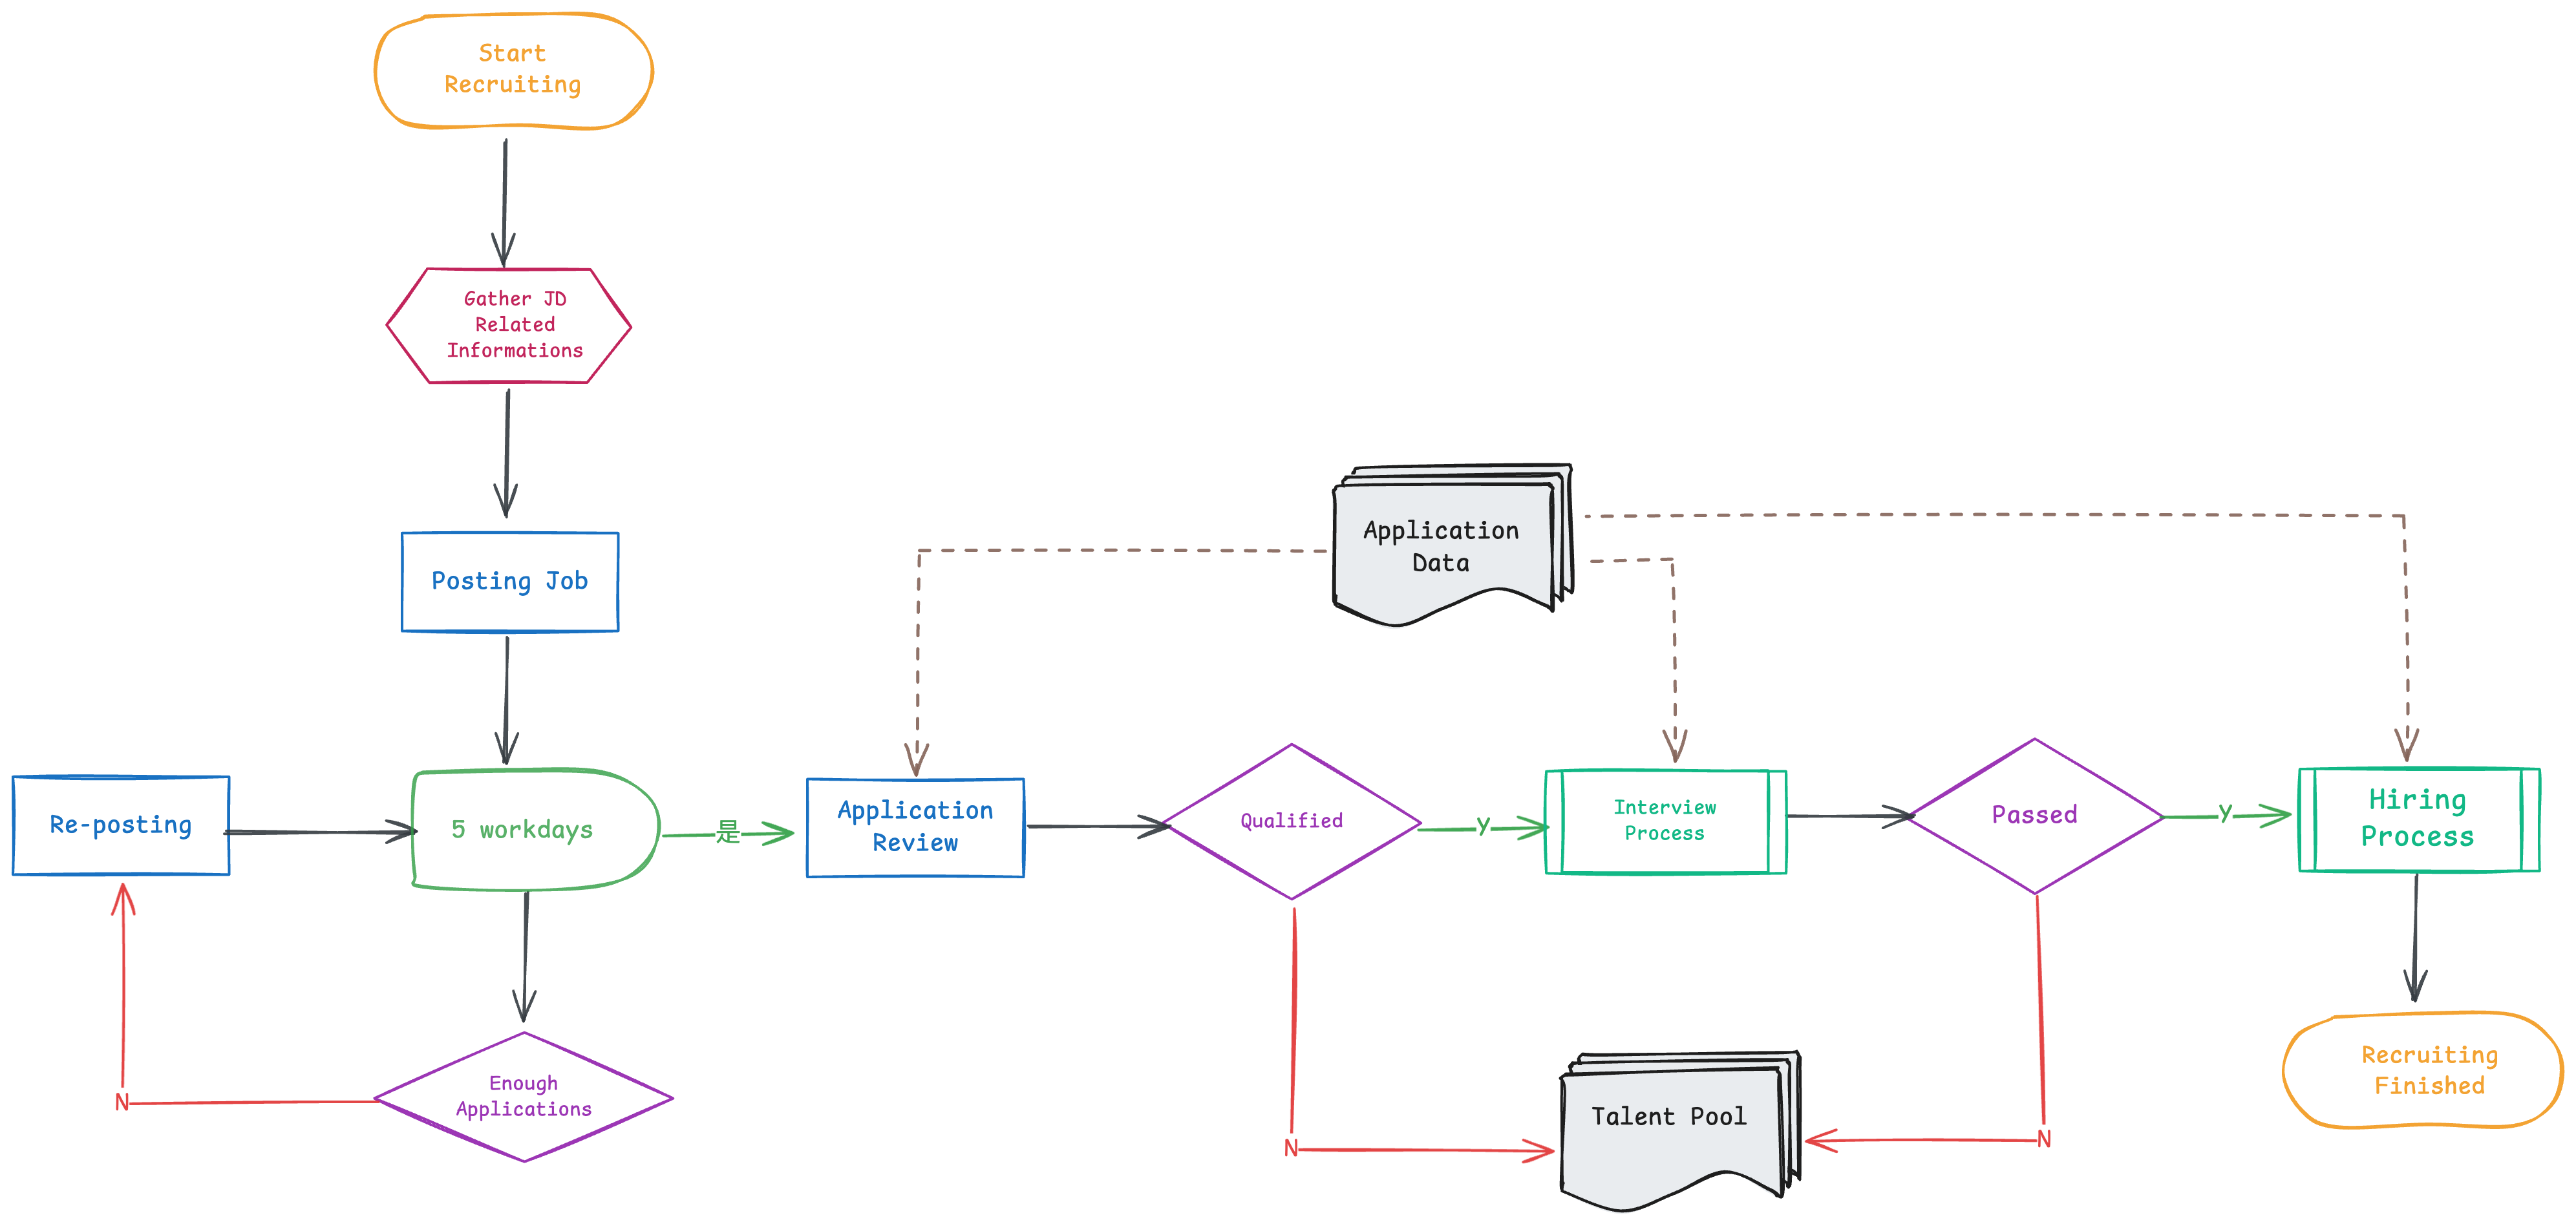 Start
Recruiting
Gather JD
Related
Informations
Posting Job
Application
Data
Re-posting
5 workdays
是
Application
Review
Qualified
Y
Interview
Process
Passed
Y
Hiring
Process
N
Enough
Applications
N
Talent Pool
N
Recruiting
Finished